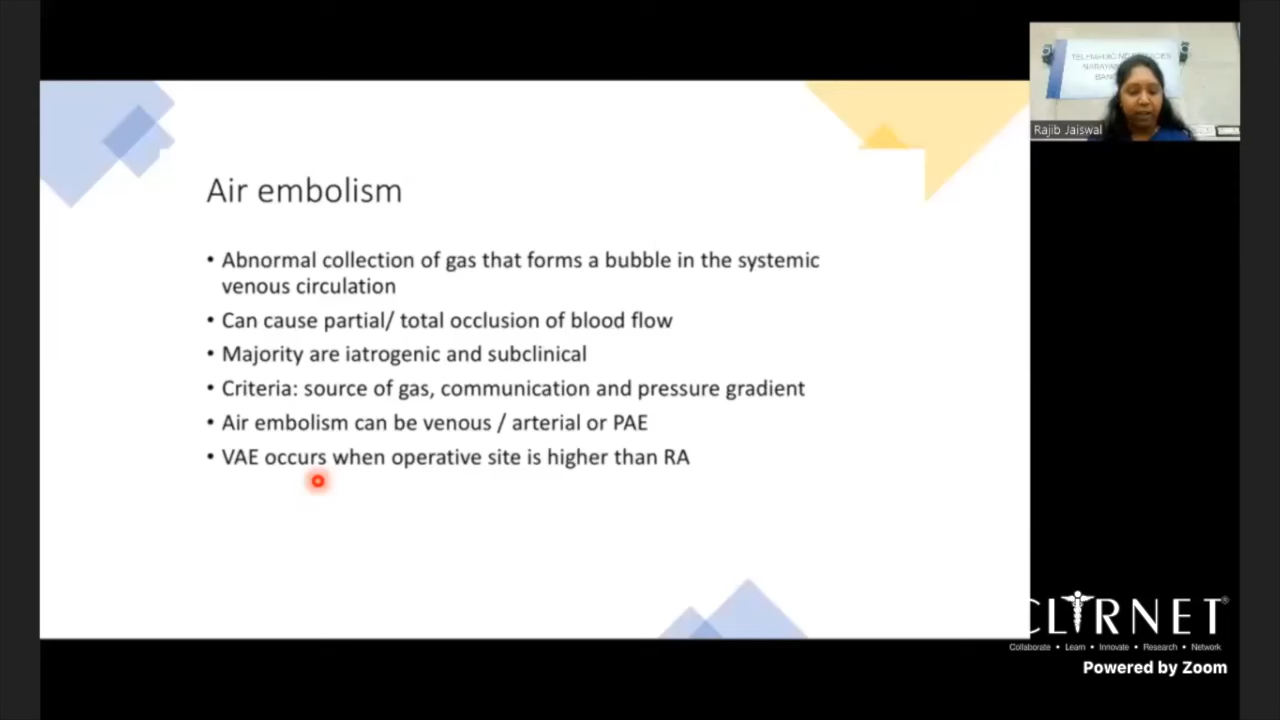 Air embolism
• Abnormal collection of gas that forms a bubble in the systemic
venous circulation
• Can cause partial/ total occlusion of blood flow
• Majority are iatrogenic and subclinical
• Criteria: source of gas, communication and pressure gradient
• Air embolism can be venous / arterial or PAE
• VAE occurs when operative site is higher than RA
Rajib Jaiswal
CLIRNET®
Collaborate • Learn • Innovate • Research • Network
Powered by Zoom